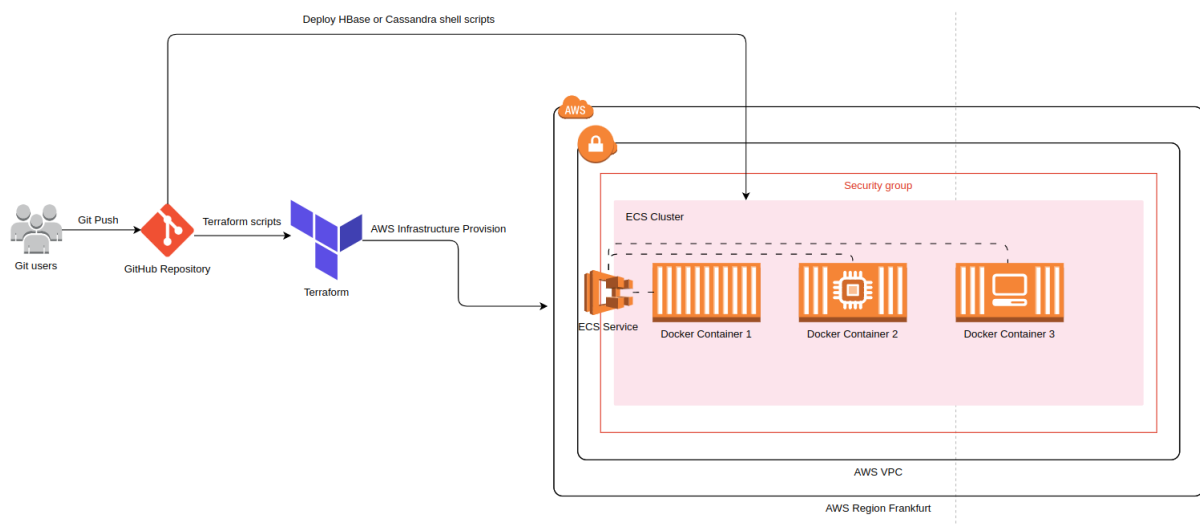 Deploy HBase or Cassandra shell scripts
AWS
Security group
ECS Cluster
Git Push
Terraform scripts
AWS Infrastructure Provision
Git users
GitHub Repository
Terraform
ECS Service
Docker Container 1
Docker Container 2
Docker Container 3
AWS VPC
AWS Region Frankfurt